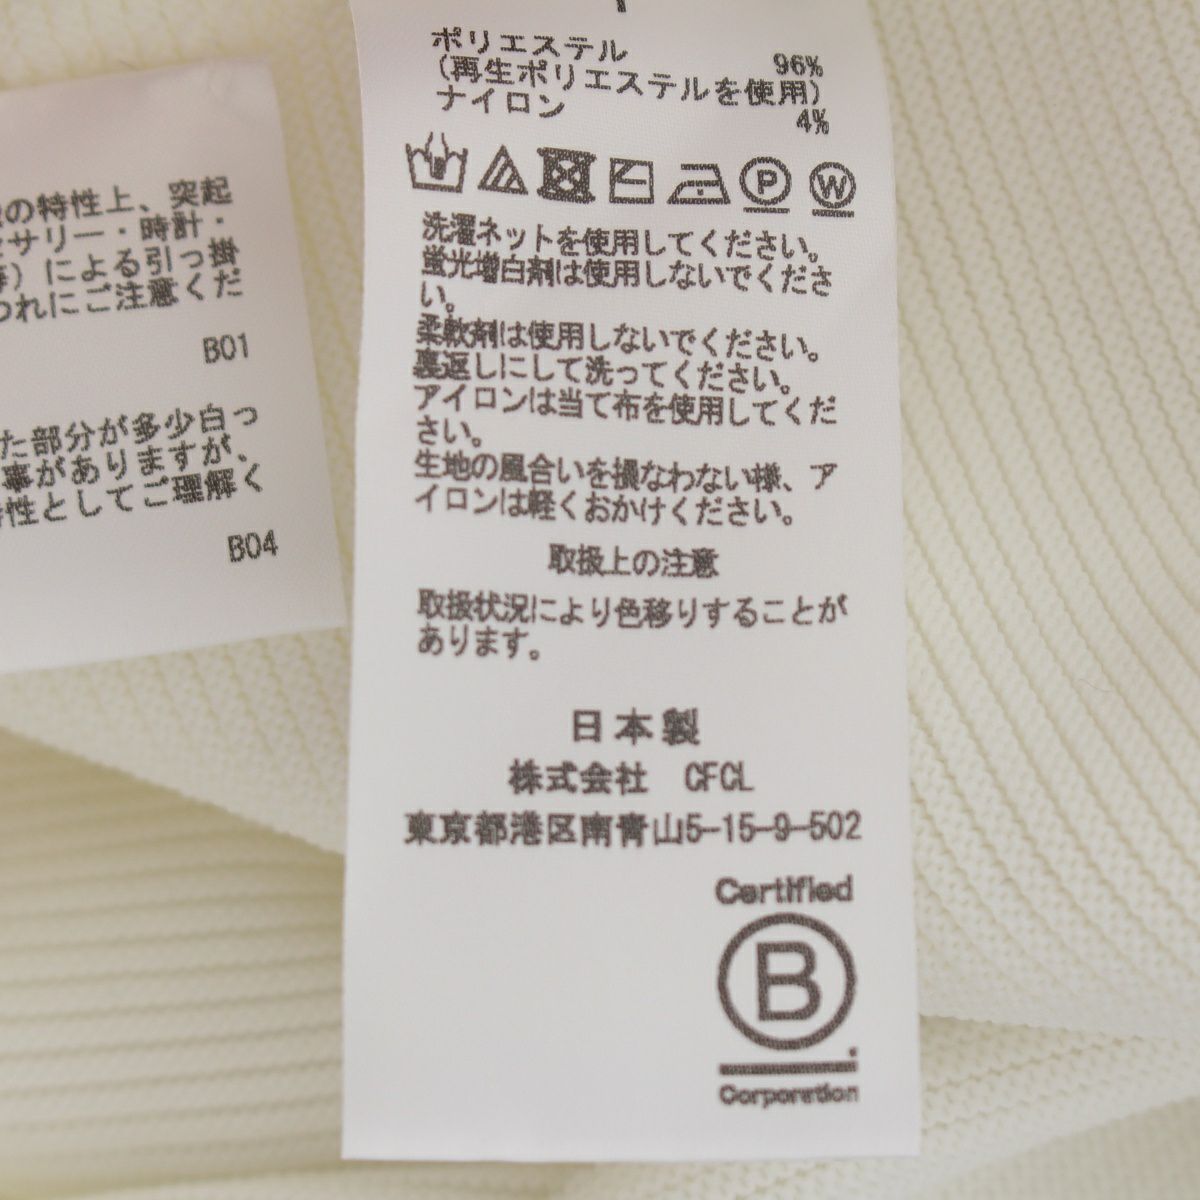 ポリエステル 96%
(再生ポリエステルを使用)
ナイロン 4%
P W
洗濯ネットを使用してください。
蛍光増白剤は使用しないでくださ
い。
柔軟剤は使用しないでください。
裏返しにして洗ってください。
アイロンは当て布を使用してくだ
さい。
生地の風合いを損なわない様、ア
イロンは軽くおかけください。
取扱上の注意
取扱状況により色移りすることが
あります。
日本製
株式会社 CFCL
東京都港区南青山5-15-9-502
Certified
B
Corporation
の特性上、突起
セサリー・時計・
等）による引っ掛
つれにご注意くだ
B01
た部分が多少白っ
事がありますが、
特性としてご理解く
B04